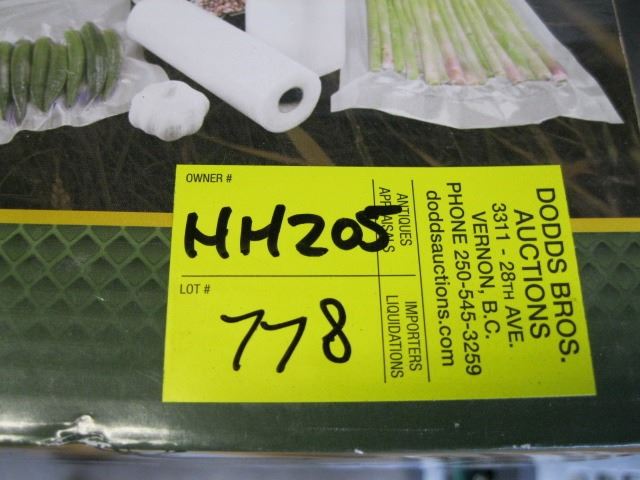 OWNER #
HH205
LOT #
778
ANTIQUES
APPRAISALS
IMPORTERS
LIQUIDATIONS
DODDS BROS.
AUCTIONS
3311 - 28TH AVE.
VERNON, B.C.
PHONE 250-545-3259
doddsauctions.com